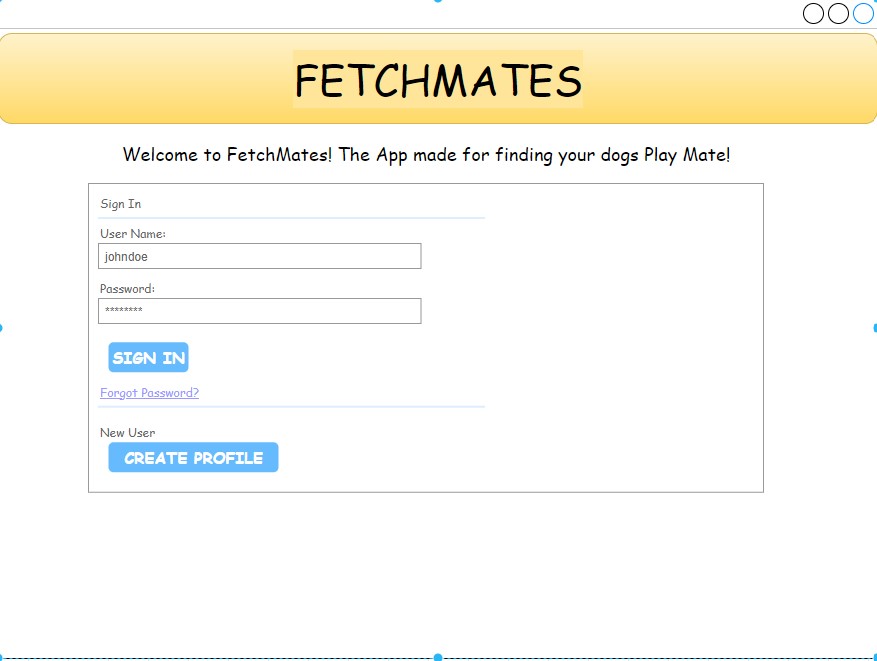 FETCHMATES
Welcome to FetchMates! The App made for finding your dogs Play Mate!
Sign In
User Name:
johndoe
Password:
********
SIGN IN
Forgot Password?
New User
CREATE PROFILE